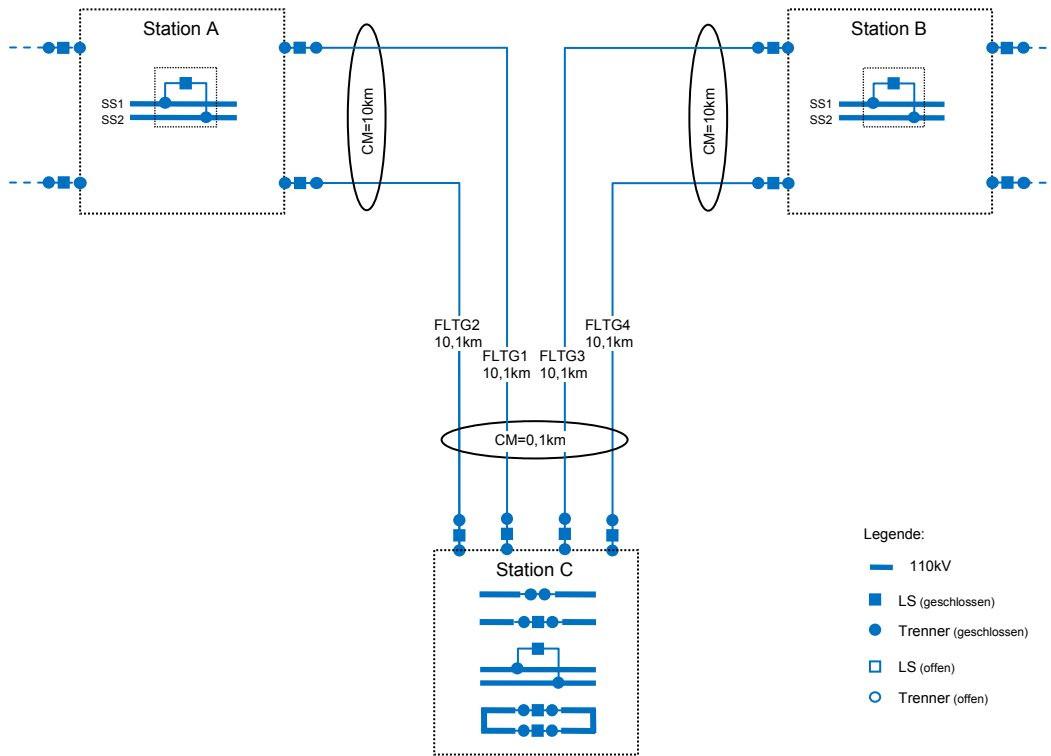 Station A
SS1
SS2
CM=10km
Station B
SS1
SS2
CM=10km
FLTG2
10,1km
FLTG1
10,1km
FLTG3
10,1km
FLTG4
10,1km
CM=0,1km
Station C
Legende:
110kV
LS (geschlossen)
Trenner (geschlossen)
LS (offen)
Trenner (offen)